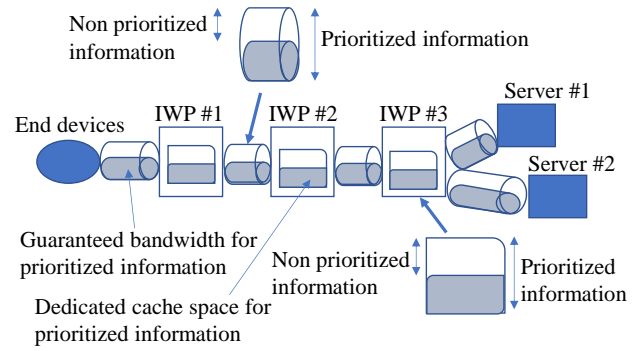 Non prioritized
information
Prioritized information
Server #1
IWP #1
IWP #2
IWP #3
End devices
Server #2
Guaranteed bandwidth for
prioritized information
Non prioritized
information
Prioritized
information
Dedicated cache space for
prioritized information